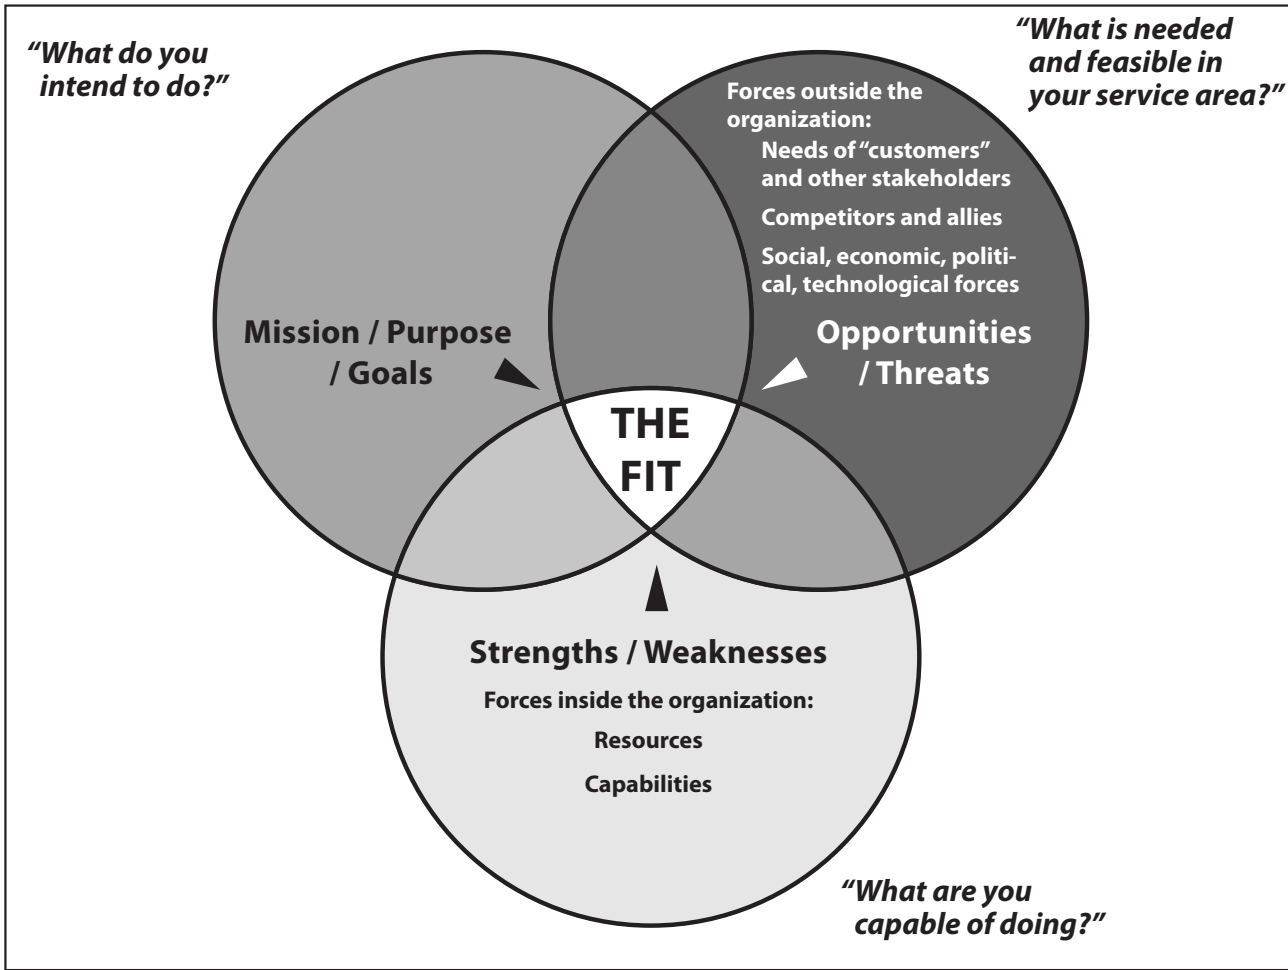 “What do you
intend to do?”
“What is needed
and feasible in
your service area?”
Forces outside the
organization:
Needs of “customers”
and other stakeholders
Competitors and allies
Social, economic, politi-
cal, technological forces
Mission / Purpose
/ Goals
Opportunities
/ Threats
THE
FIT
Strengths / Weaknesses
Forces inside the organization:
Resources
Capabilities
“What are you
capable of doing?”